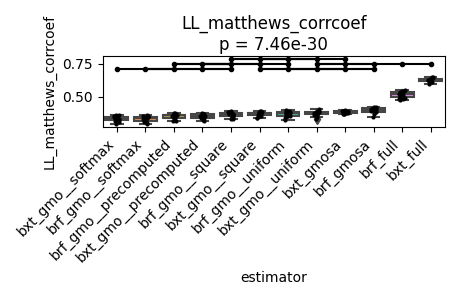 LL_matthews_corrcoef
p = 7.46e-30
LL_matthews_corrcoef
0.75
0.50
bxt_gmo__softmax
brf_gmo__softmax
brf_gmo__precomputed
bxt_gmo__precomputed
brf_gmo__square
bxt_gmo__square
brf_gmo__uniform
bxt_gmo__uniform
bxt_gmosa
brf_gmosa
brf_full
bxt_full
estimator